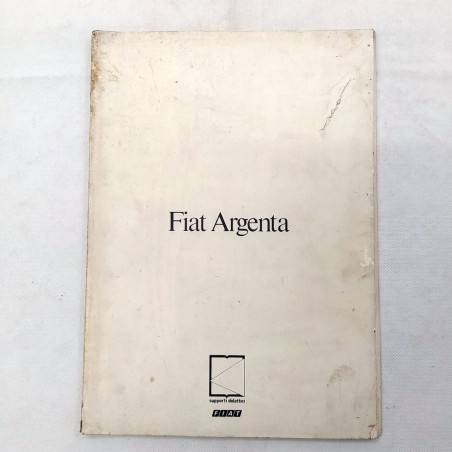 Fiat Argenta
supporti didattici
FIAT